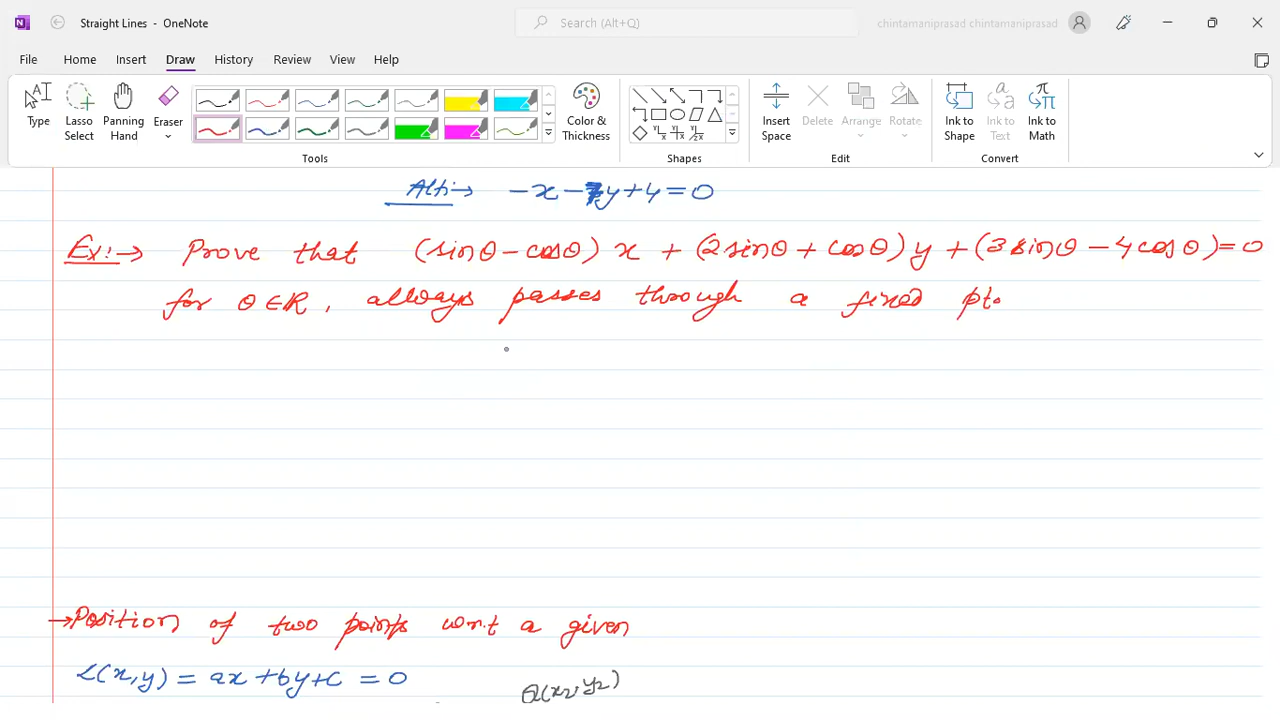 Straight Lines - OneNote
Search (Alt+Q)
chintamaniprasad chintamaniprasad
File Home Insert Draw History Review View Help
Type Lasso Select Panning Hand Eraser Color & Thickness Insert Space Delete Arrange Rotate Ink to Shape Ink to Text Ink to Math
Tools Shapes Edit Convert
Alt:→ -x-7y+4=0
Ex:→ Prove that (sinθ-cosθ)x + (2sinθ+cosθ)y + (3sinθ-4cosθ)=0
for θ∈R, allways passes through a fixed pt.
→Position of two points w.r.t a given
L(x,y) = ax+by+c = 0
Q(x₂,y₂)